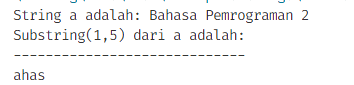 String a adalah: Bahasa Pemrograman 2
Substring(1,5) dari a adalah:
-----------------------------
ahas